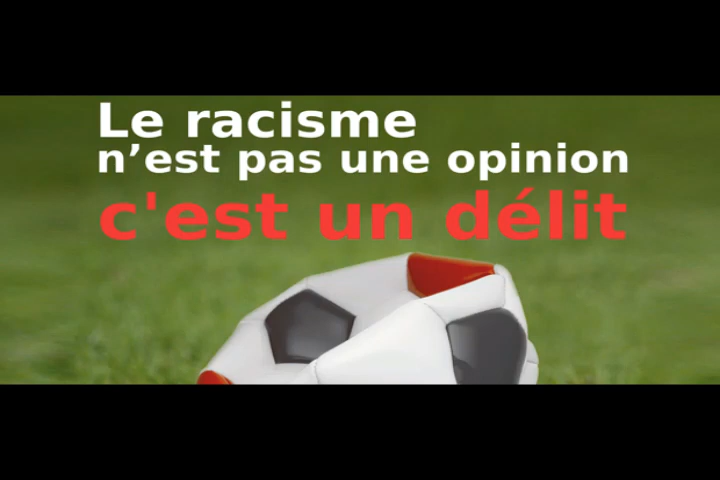 Le racisme
n’est pas une opinion
c'est un délit